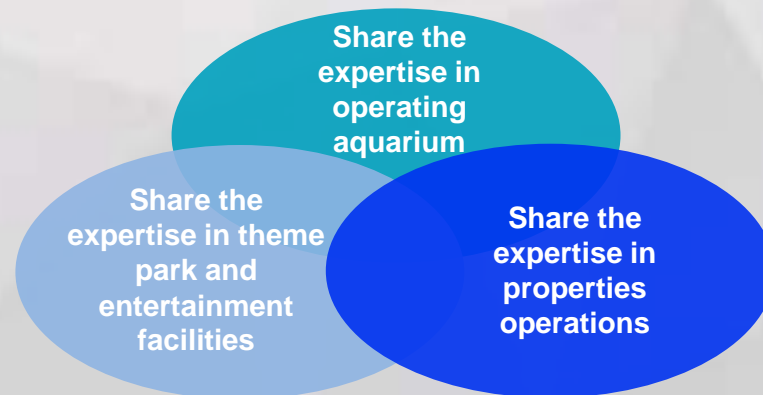 Share the
expertise in
operating
aquarium
Share the
expertise in theme
park and
entertainment
facilities
Share the
expertise in
properties
operations